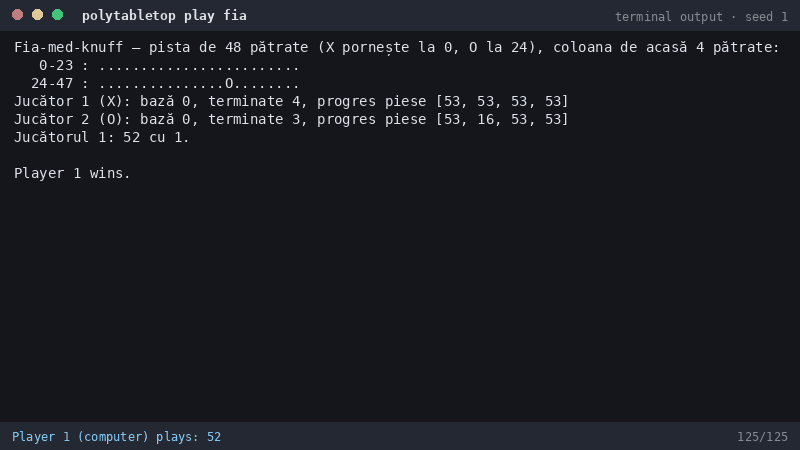 polytabletop play fia
terminal output · seed 1
Fia-med-knuff — pista de 48 pătrate (X pornește la 0, O la 24), coloana de acasă 4 pătrate:
0-23 : ........................
24-47 : ...............O........
Jucător 1 (X): bază 0, terminate 4, progres piese [53, 53, 53, 53]
Jucător 2 (O): bază 0, terminate 3, progres piese [53, 16, 53, 53]
Jucătorul 1: 52 cu 1.
Player 1 wins.
Player 1 (computer) plays: 52
125/125